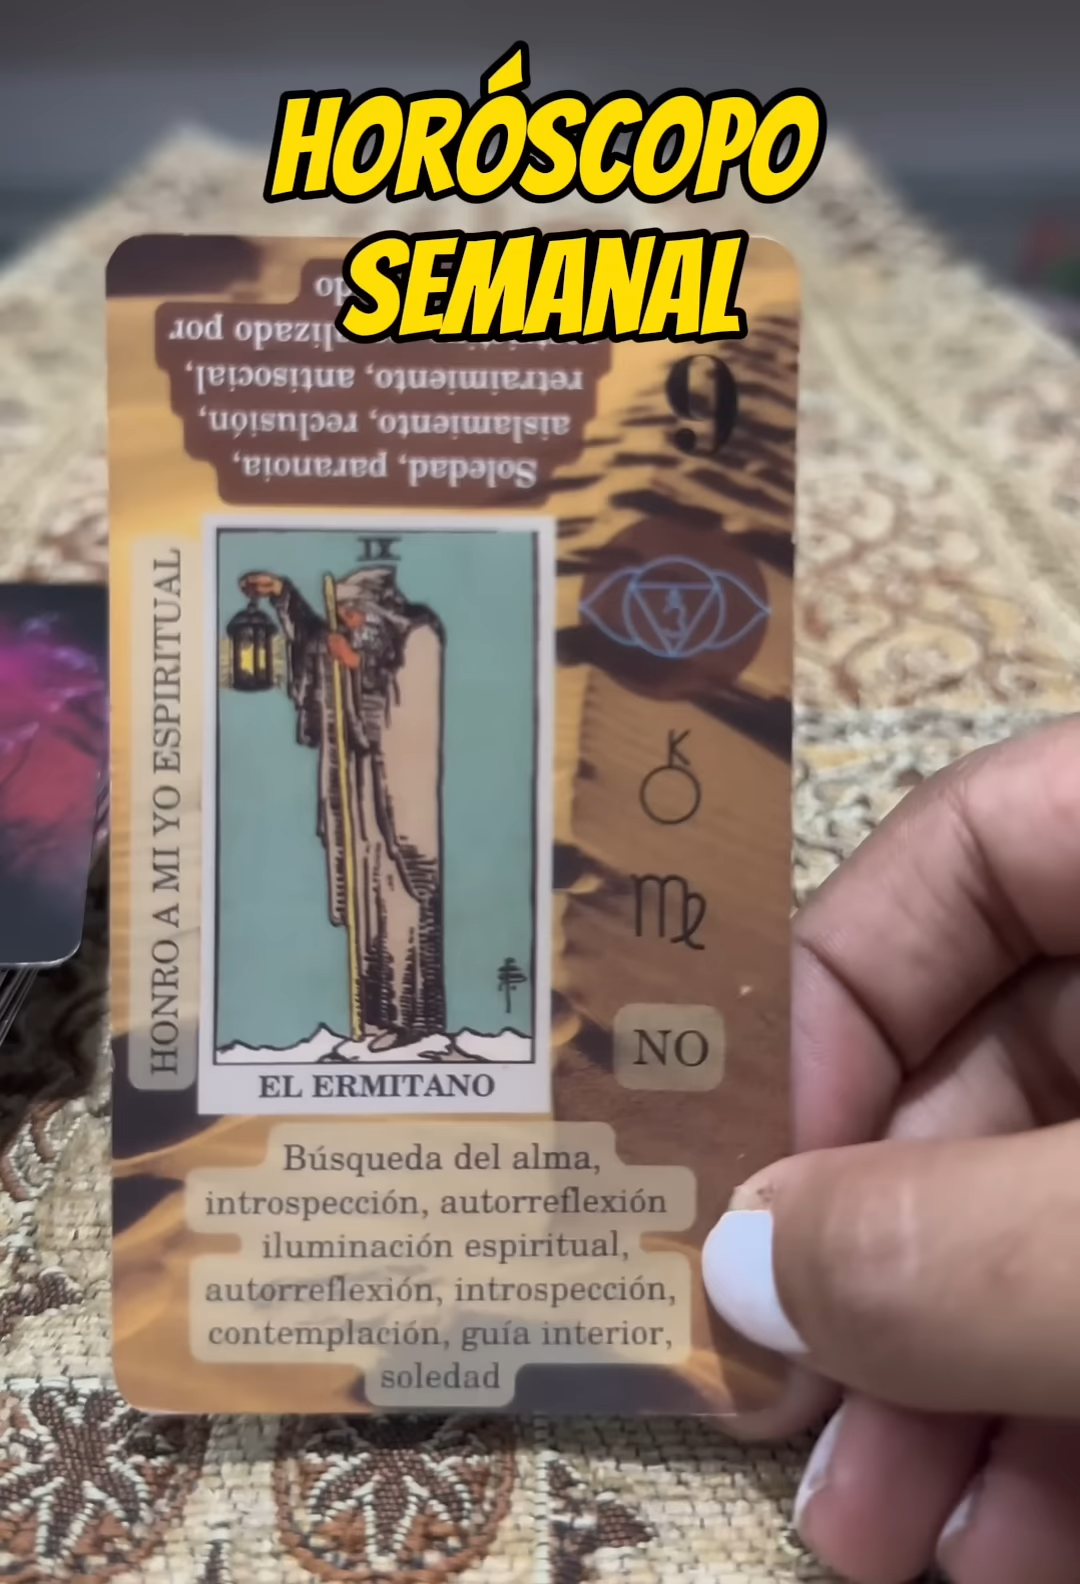 HORÓSCOPO
SEMANAL
Soledad, paranoia,
aislamiento, reclusión,
retraimiento, antisocial,
por
9
HONRO A MI YO ESPIRITUAL
IX
NO
EL ERMITANO
Búsqueda del alma,
introspección, autorreflexión
iluminación espiritual,
autorreflexión, introspección,
contemplación, guía interior,
soledad